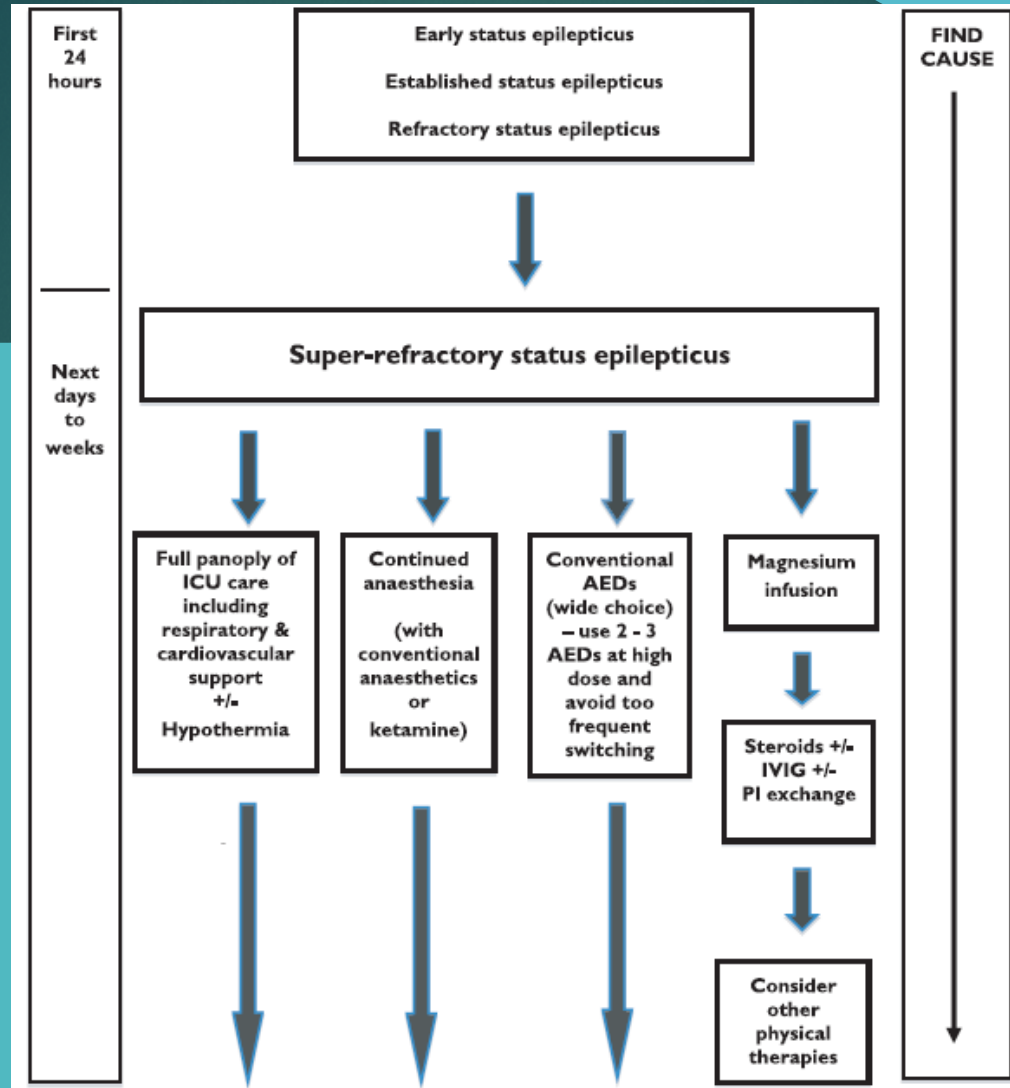 First
24
hours
Next
days
to
weeks
Early status epilepticus
Established status epilepticus
Refractory status epilepticus
Super-refractory status epilepticus
Full panoply of
ICU care
including
respiratory &
cardiovascular
support
+/-
Hypothermia
Continued
anaesthesia
(with
conventional
anaesthetics
or
ketamine)
Conventional
AEDs
(wide choice)
– use 2 - 3
AEDs at high
dose and
avoid too
frequent
switching
Magnesium
infusion
Steroids +/-
IVIG +/-
Pl exchange
Consider
other
physical
therapies
FIND
CAUSE